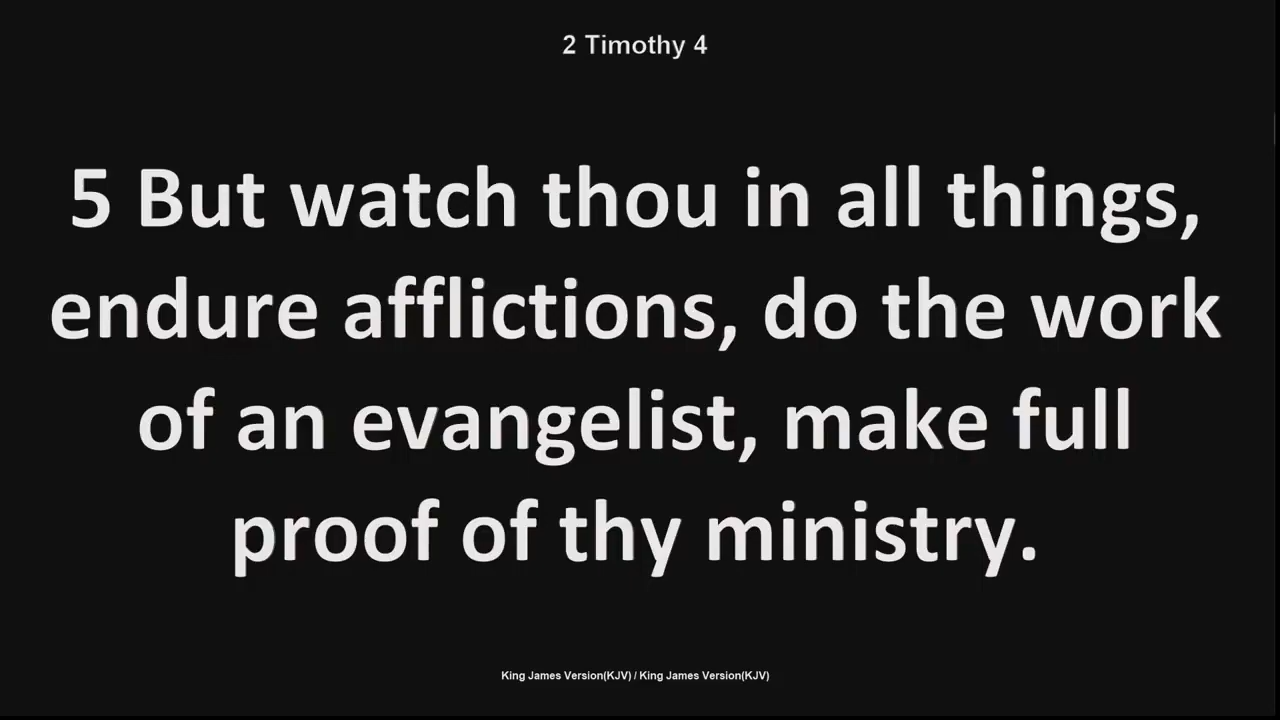 2 Timothy 4
5 But watch thou in all things,
endure afflictions, do the work
of an evangelist, make full
proof of thy ministry.
King James Version(KJV) / King James Version(KJV)